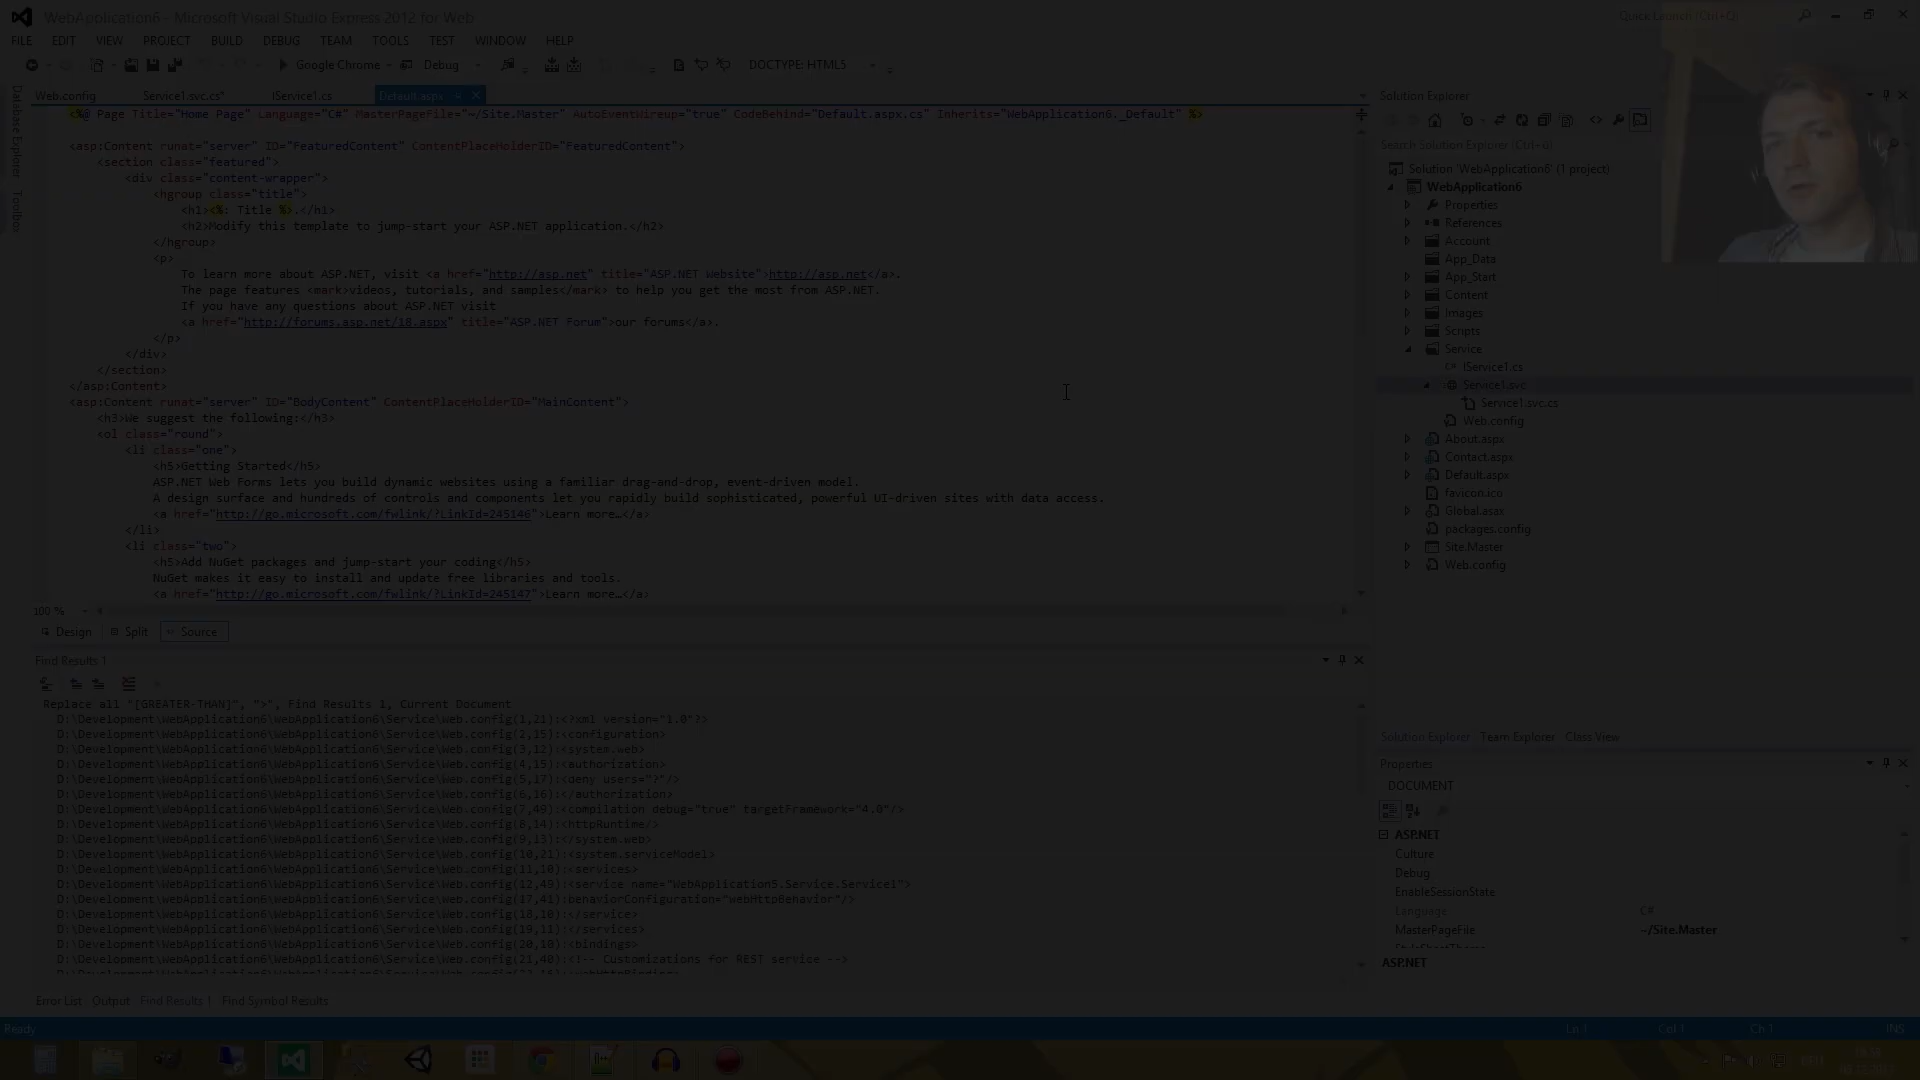 WebApplication6 - Microsoft Visual Studio Express 2012 for Web
Quick Launch (Ctrl+Q)
FILE EDIT VIEW PROJECT BUILD DEBUG TEAM TOOLS TEST WINDOW HELP
Google Chrome Debug DOCTYPE: HTML5
Database Explorer
Toolbox
Web.config Service1.svc.cs* IService1.cs Default.aspx
<%@ Page Title="Home Page" Language="C#" MasterPageFile="~/Site.Master" AutoEventWireup="true" CodeBehind="Default.aspx.cs" Inherits="WebApplication6._Default" %>
<asp:Content runat="server" ID="FeaturedContent" ContentPlaceHolderID="FeaturedContent">
<section class="featured">
<div class="content-wrapper">
<hgroup class="title">
<h1><%: Title %>.</h1>
<h2>Modify this template to jump-start your ASP.NET application.</h2>
</hgroup>
<p>
To learn more about ASP.NET, visit <a href="http://asp.net" title="ASP.NET Website">http://asp.net</a>.
The page features <mark>videos, tutorials, and samples</mark> to help you get the most from ASP.NET.
If you have any questions about ASP.NET visit
<a href="http://forums.asp.net/18.aspx" title="ASP.NET Forum">our forums</a>.
</p>
</div>
</section>
</asp:Content>
<asp:Content runat="server" ID="BodyContent" ContentPlaceHolderID="MainContent">
<h3>We suggest the following:</h3>
<ol class="round">
<li class="one">
<h5>Getting Started</h5>
ASP.NET Web Forms lets you build dynamic websites using a familiar drag-and-drop, event-driven model.
A design surface and hundreds of controls and components let you rapidly build sophisticated, powerful UI-driven sites with data access.
<a href="http://go.microsoft.com/fwlink/?LinkId=245146">Learn more…</a>
</li>
<li class="two">
<h5>Add NuGet packages and jump-start your coding</h5>
NuGet makes it easy to install and update free libraries and tools.
<a href="http://go.microsoft.com/fwlink/?LinkId=245147">Learn more…</a>
100 %
Design Split Source
Find Results 1
Replace all "[GREATER-THAN]", ">", Find Results 1, Current Document
D:\Development\WebApplication6\WebApplication6\Service\Web.config(1,21):<?xml version="1.0"?>
D:\Development\WebApplication6\WebApplication6\Service\Web.config(2,15):<configuration>
D:\Development\WebApplication6\WebApplication6\Service\Web.config(3,12):<system.web>
D:\Development\WebApplication6\WebApplication6\Service\Web.config(4,15):<authorization>
D:\Development\WebApplication6\WebApplication6\Service\Web.config(5,17):<deny users="?"/>
D:\Development\WebApplication6\WebApplication6\Service\Web.config(6,16):</authorization>
D:\Development\WebApplication6\WebApplication6\Service\Web.config(7,49):<compilation debug="true" targetFramework="4.0"/>
D:\Development\WebApplication6\WebApplication6\Service\Web.config(8,14):<httpRuntime/>
D:\Development\WebApplication6\WebApplication6\Service\Web.config(9,13):</system.web>
D:\Development\WebApplication6\WebApplication6\Service\Web.config(10,21):<system.serviceModel>
D:\Development\WebApplication6\WebApplication6\Service\Web.config(11,10):<services>
D:\Development\WebApplication6\WebApplication6\Service\Web.config(12,49):<service name="WebApplication5.Service.Service1">
D:\Development\WebApplication6\WebApplication6\Service\Web.config(17,41):behaviorConfiguration="webHttpBehavior"/>
D:\Development\WebApplication6\WebApplication6\Service\Web.config(18,10):</service>
D:\Development\WebApplication6\WebApplication6\Service\Web.config(19,11):</services>
D:\Development\WebApplication6\WebApplication6\Service\Web.config(20,10):<bindings>
D:\Development\WebApplication6\WebApplication6\Service\Web.config(21,40):<!-- Customizations for REST service -->
Error List Output Find Results 1 Find Symbol Results
Ready Ln 1 Col 1 Ch 1 INS
Solution Explorer
Search Solution Explorer (Ctrl+ü)
Solution 'WebApplication6' (1 project)
WebApplication6
Properties
References
Account
App_Data
App_Start
Content
Images
Scripts
Service
IService1.cs
Service1.svc
Service1.svc.cs
Web.config
About.aspx
Contact.aspx
Default.aspx
favicon.ico
Global.asax
packages.config
Site.Master
Web.config
Solution Explorer Team Explorer Class View
Properties
DOCUMENT
ASP.NET
Culture
Debug
EnableSessionState
Language C#
MasterPageFile ~/Site.Master
ASP.NET